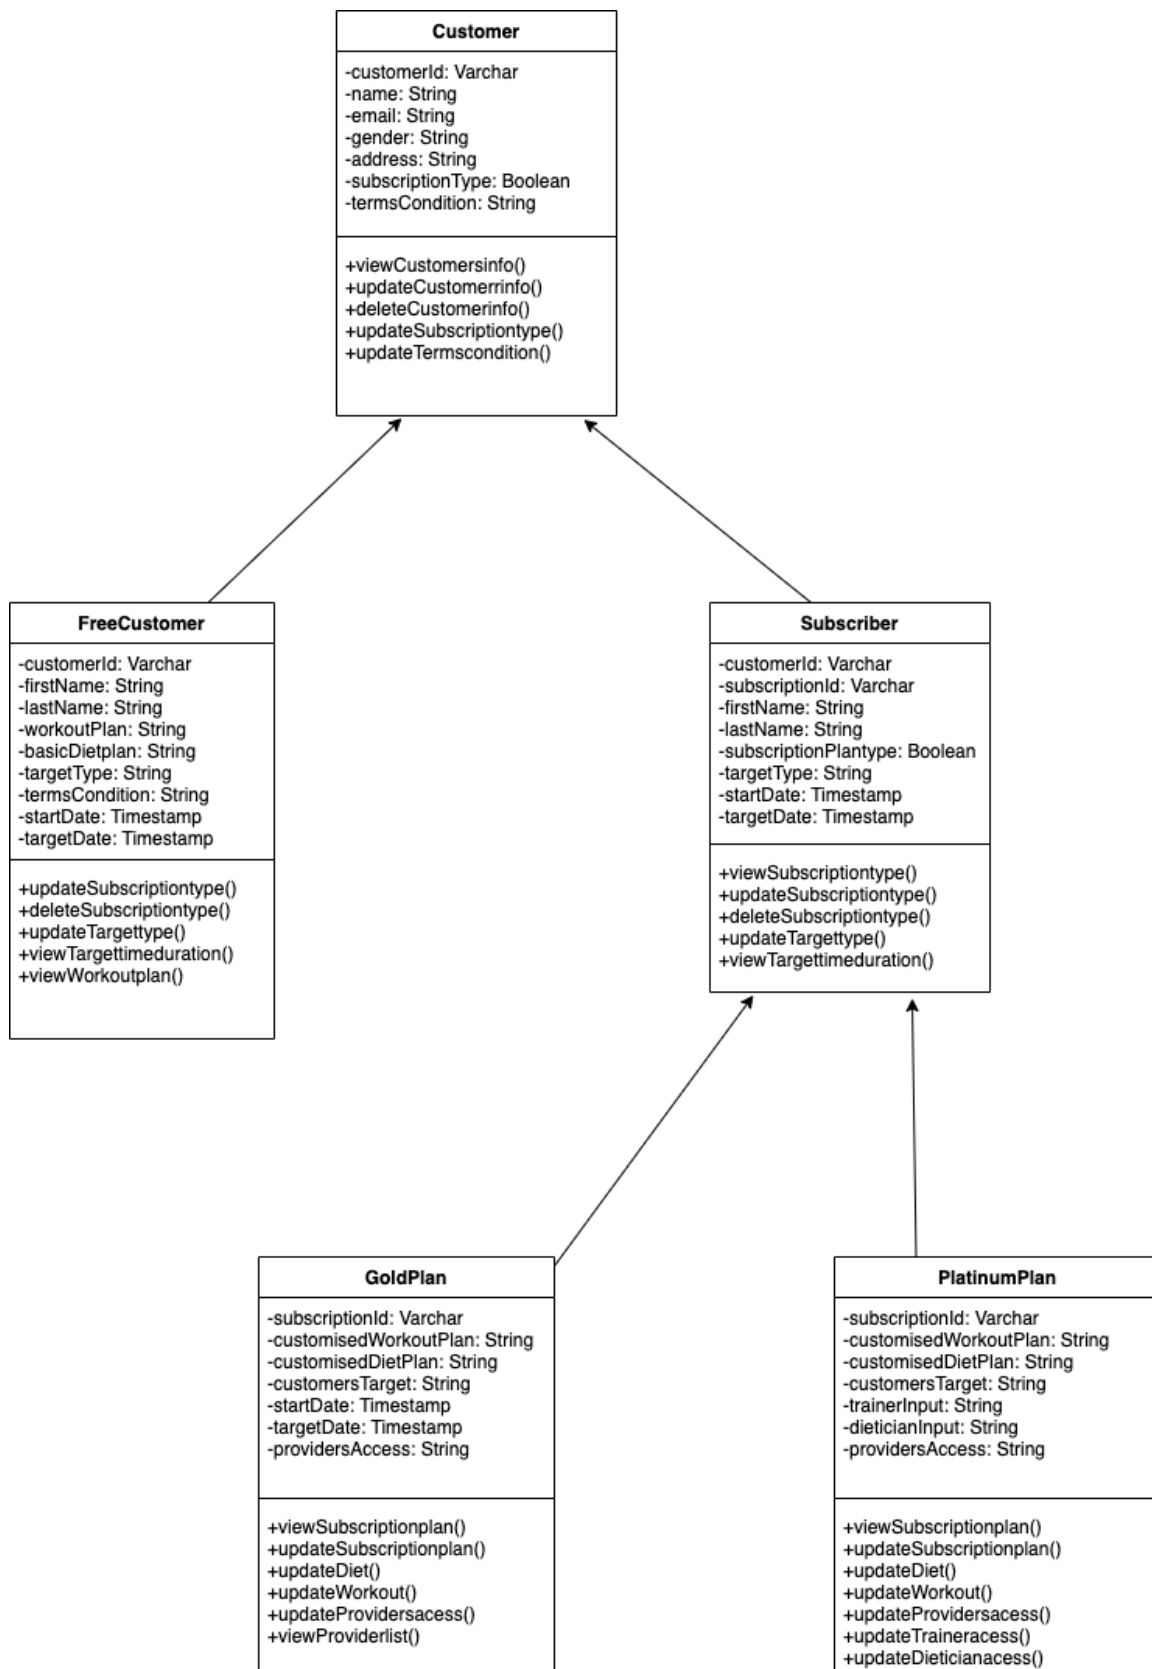 Customer
-customerId: Varchar
-name: String
-email: String
-gender: String
-address: String
-subscriptionType: Boolean
-termsCondition: String
+viewCustomersinfo()
+updateCustomerrinfo()
+deleteCustomerinfo()
+updateSubscriptiontype()
+updateTermscondition()
FreeCustomer
-customerId: Varchar
-firstName: String
-lastName: String
-workoutPlan: String
-basicDietplan: String
-targetType: String
-termsCondition: String
-startDate: Timestamp
-targetDate: Timestamp
+updateSubscriptiontype()
+deleteSubscriptiontype()
+updateTargettype()
+viewTargettimeduration()
+viewWorkoutplan()
Subscriber
-customerId: Varchar
-subscriptionId: Varchar
-firstName: String
-lastName: String
-subscriptionPlantype: Boolean
-targetType: String
-startDate: Timestamp
-targetDate: Timestamp
+viewSubscriptiontype()
+updateSubscriptiontype()
+deleteSubscriptiontype()
+updateTargettype()
+viewTargettimeduration()
GoldPlan
-subscriptionId: Varchar
-customisedWorkoutPlan: String
-customisedDietPlan: String
-customersTarget: String
-startDate: Timestamp
-targetDate: Timestamp
-providersAccess: String
+viewSubscriptionplan()
+updateSubscriptionplan()
+updateDiet()
+updateWorkout()
+updateProvidersacess()
+viewProviderlist()
PlatinumPlan
-subscriptionId: Varchar
-customisedWorkoutPlan: String
-customisedDietPlan: String
-customersTarget: String
-trainerInput: String
-dieticianInput: String
-providersAccess: String
+viewSubscriptionplan()
+updateSubscriptionplan()
+updateDiet()
+updateWorkout()
+updateProvidersacess()
+updateTraineracess()
+updateDieticianacess()